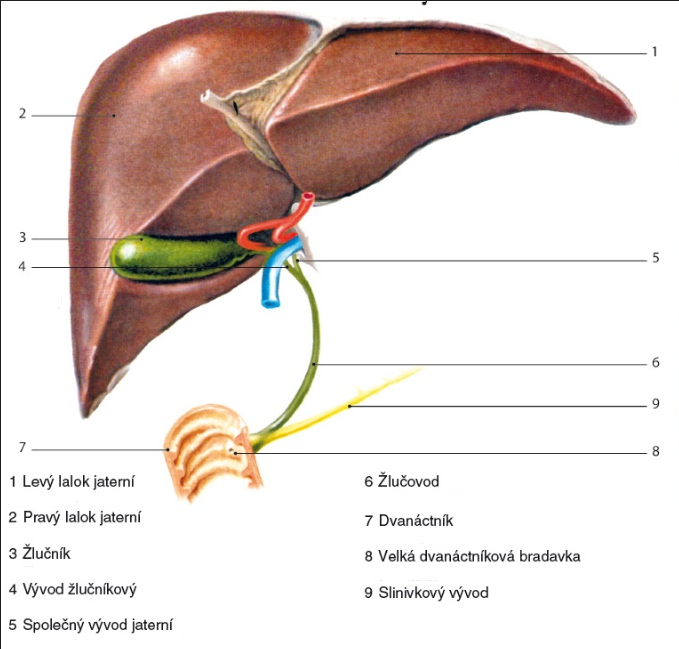 1
2
3
4
5
6
9
7
8
1 Levý lalok jaterní
2 Pravý lalok jaterní
3 Žlučník
4 Vývod žlučníkový
5 Společný vývod jaterní
6 Žlučovod
7 Dvanáctník
8 Velká dvanáctníková bradavka
9 Slinivkový vývod